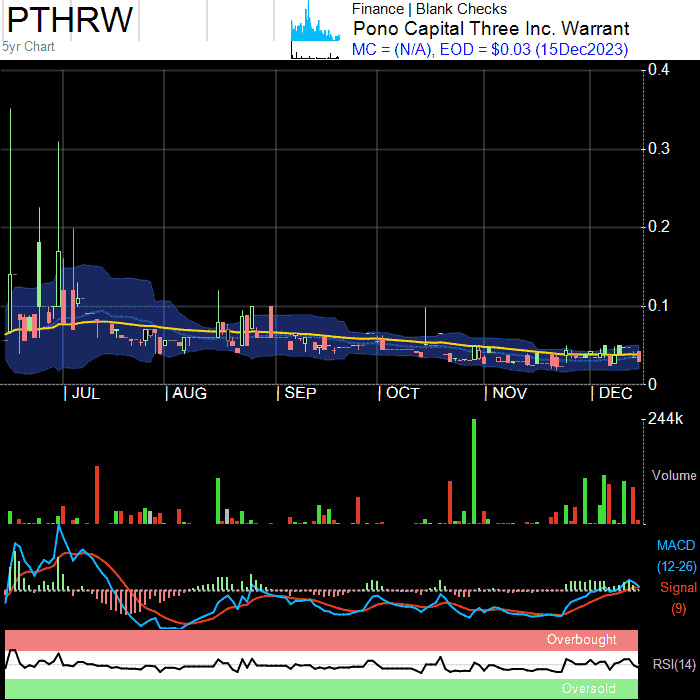 PTHRW
5yr Chart
Finance | Blank Checks
Pono Capital Three Inc. Warrant
MC = (N/A), EOD = $0.03 (15Dec2023)
0.4
0.3
0.2
0.1
0
| JUL | AUG | SEP | OCT | NOV | DEC
244k
Volume
MACD
(12-26)
Signal
(9)
Overbought
RSI(14)
Oversold